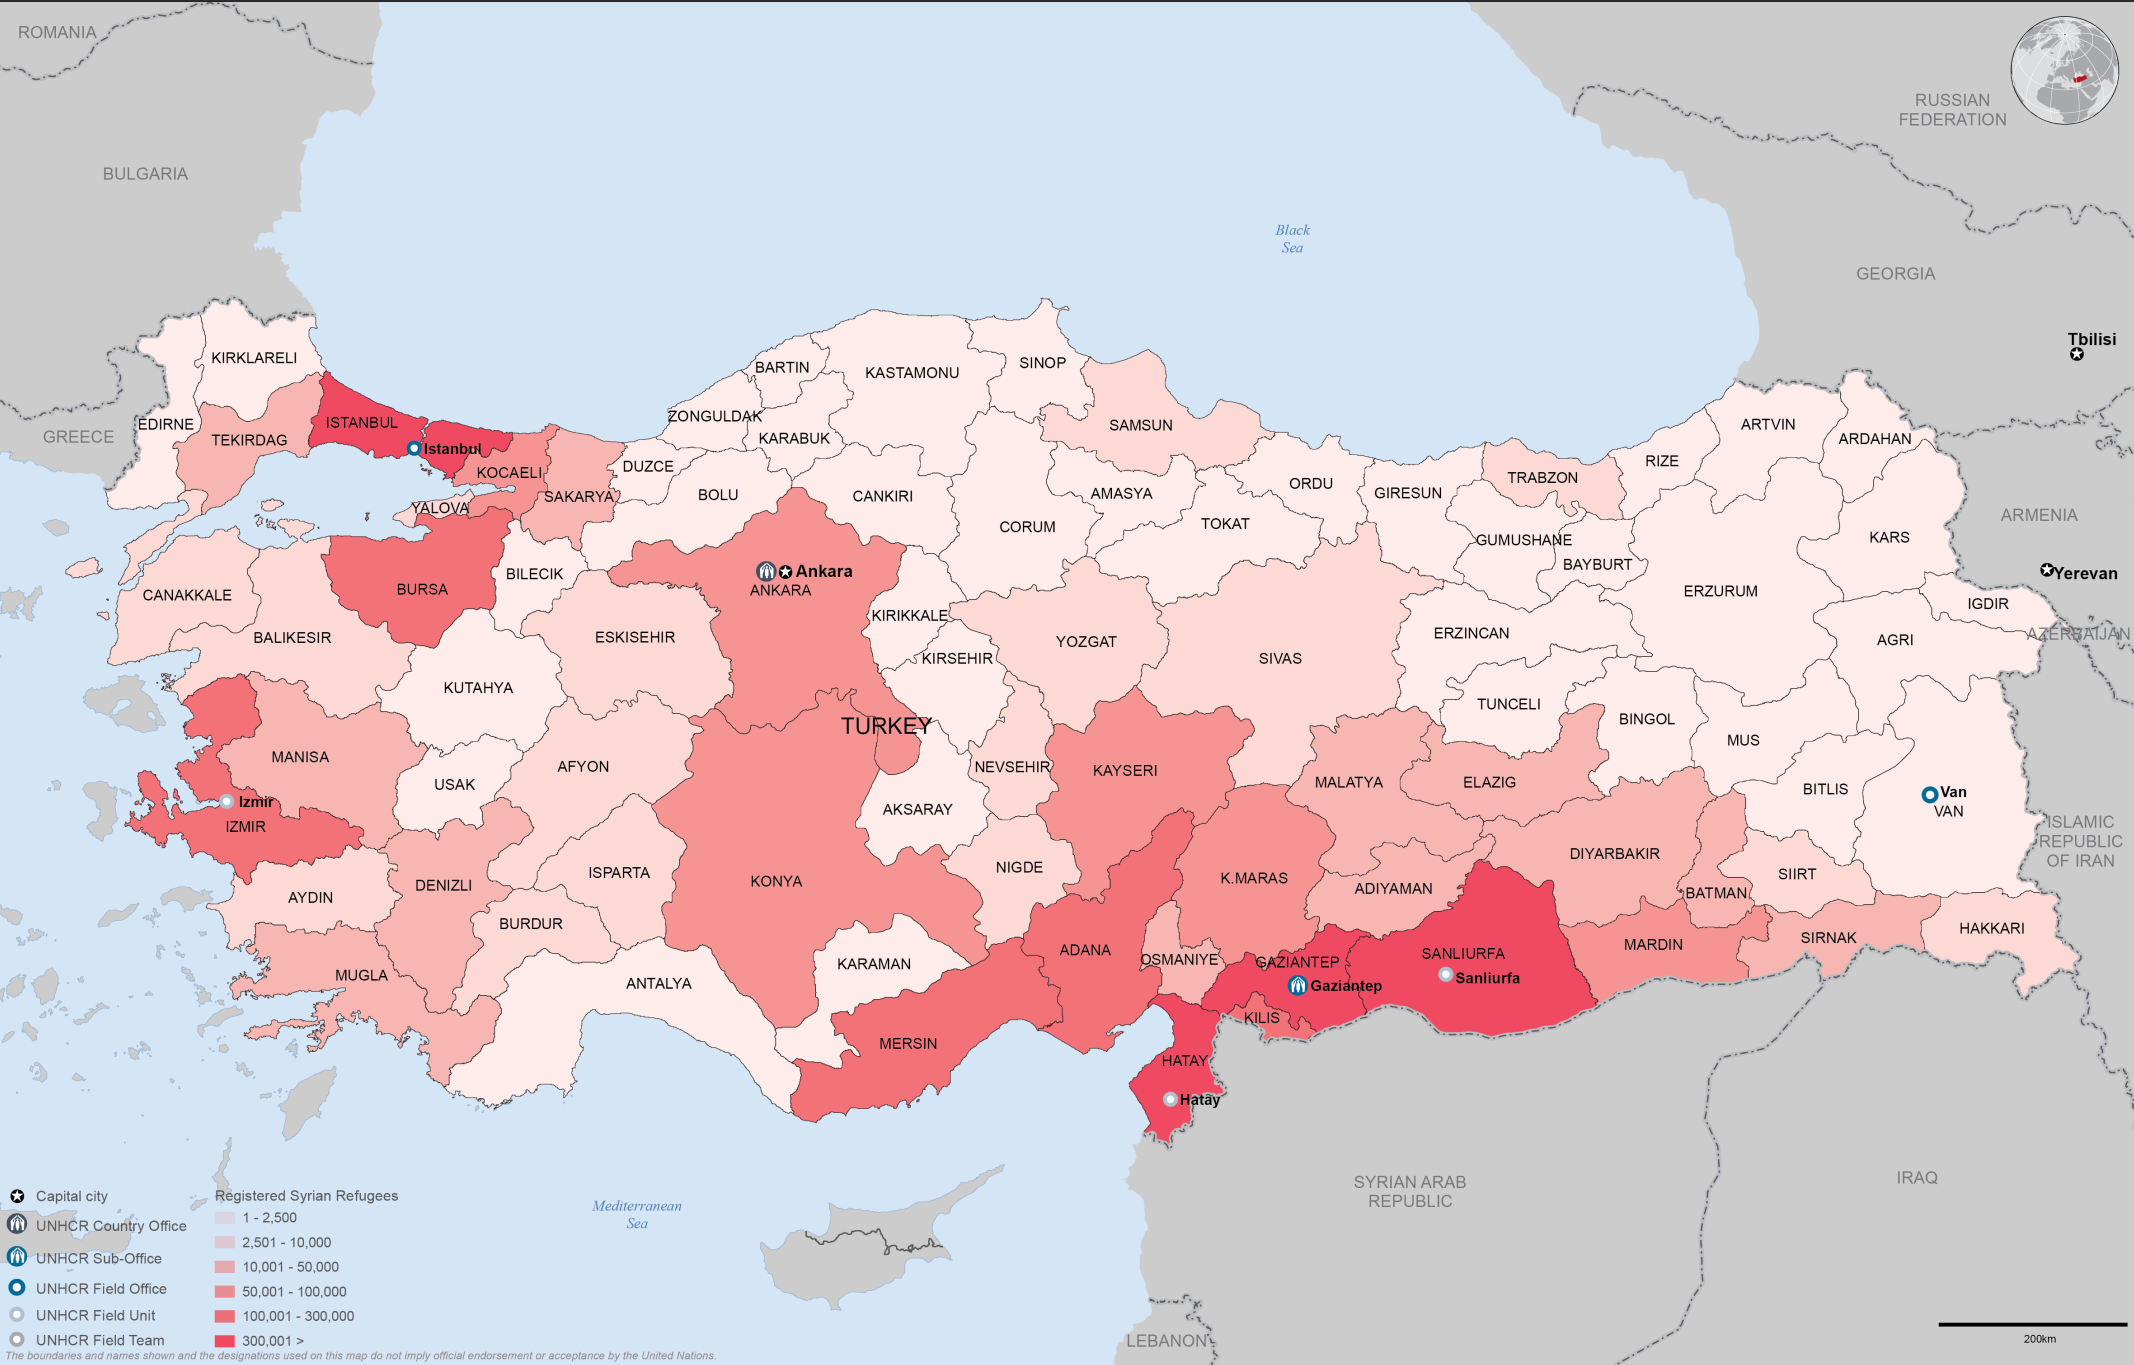 ROMANIA
RUSSIAN
FEDERATION
BULGARIA
Black
Sea
GEORGIA
Tbilisi
KIRKLARELI
BARTIN
KASTAMONU
SINOP
EDIRNE
TEKIRDAG
ISTANBUL
Istanbul
ZONGULDAK
KARABUK
SAMSUN
ARTVIN
ARDAHAN
GREECE
KOCAELI
DUZCE
RIZE
TRABZON
YALOVA
SAKARYA
BOLU
CANKIRI
AMASYA
ORDU
GIRESUN
CORUM
TOKAT
ARMENIA
GUMUSHANE
BAYBURT
KARS
Yerevan
CANAKKALE
BURSA
BILECIK
Ankara
ANKARA
ERZURUM
IGDIR
BALIKESIR
ESKISEHIR
KIRIKKALE
YOZGAT
ERZINCAN
AGRI
AZERBAIJAN
KIRSEHIR
SIVAS
KUTAHYA
TUNCELI
BINGOL
TURKEY
MUS
MANISA
AFYON
NEVSEHIR
KAYSERI
MALATYA
ELAZIG
USAK
BITLIS
Van
VAN
Izmir
IZMIR
AKSARAY
ISLAMIC
REPUBLIC
OF IRAN
DIYARBAKIR
NIGDE
ISPARTA
KONYA
K.MARAS
ADIYAMAN
BATMAN
SIIRT
DENIZLI
AYDIN
BURDUR
HAKKARI
SIRNAK
MARDIN
ADANA
OSMANIYE
GAZIANTEP
Gaziantep
SANLIURFA
Sanliurfa
KARAMAN
MUGLA
ANTALYA
KILIS
MERSIN
HATAY
Hatay
SYRIAN ARAB
REPUBLIC
IRAQ
Mediterranean
Sea
LEBANON
Capital city
UNHCR Country Office
UNHCR Sub-Office
UNHCR Field Office
UNHCR Field Unit
UNHCR Field Team
Registered Syrian Refugees
1 - 2,500
2,501 - 10,000
10,001 - 50,000
50,001 - 100,000
100,001 - 300,000
300,001 >
200km
The boundaries and names shown and the designations used on this map do not imply official endorsement or acceptance by the United Nations.